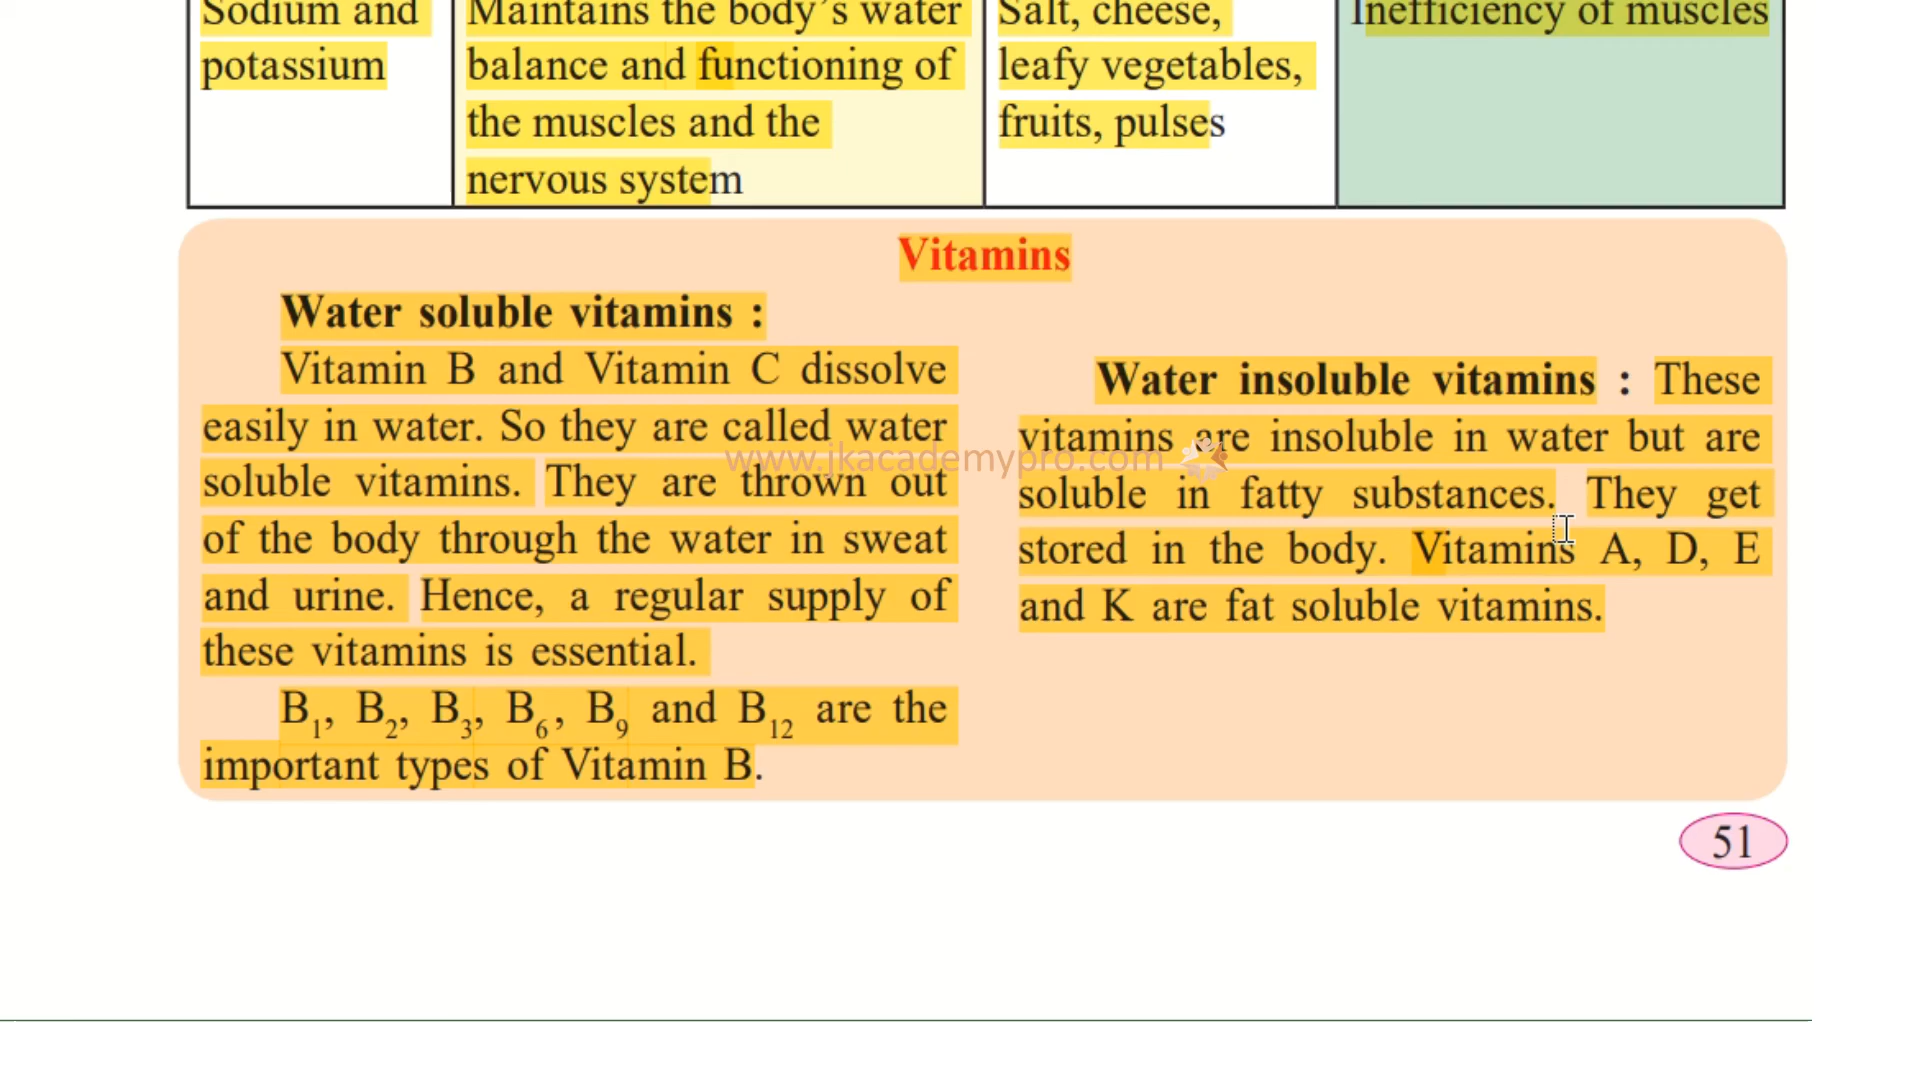 Sodium and
potassium
Maintains the body's water
balance and functioning of
the muscles and the
nervous system
Salt, cheese,
leafy vegetables,
fruits, pulses
Inefficiency of muscles
Vitamins
Water soluble vitamins :
Vitamin B and Vitamin C dissolve
easily in water. So they are called water
soluble vitamins. They are thrown out
of the body through the water in sweat
and urine. Hence, a regular supply of
these vitamins is essential.
B₁, B₂, B₃, B₆, B₉ and B₁₂ are the
important types of Vitamin B.
Water insoluble vitamins : These
vitamins are insoluble in water but are
soluble in fatty substances. They get
stored in the body. Vitamins A, D, E
and K are fat soluble vitamins.
www.jkacademypro.com
51